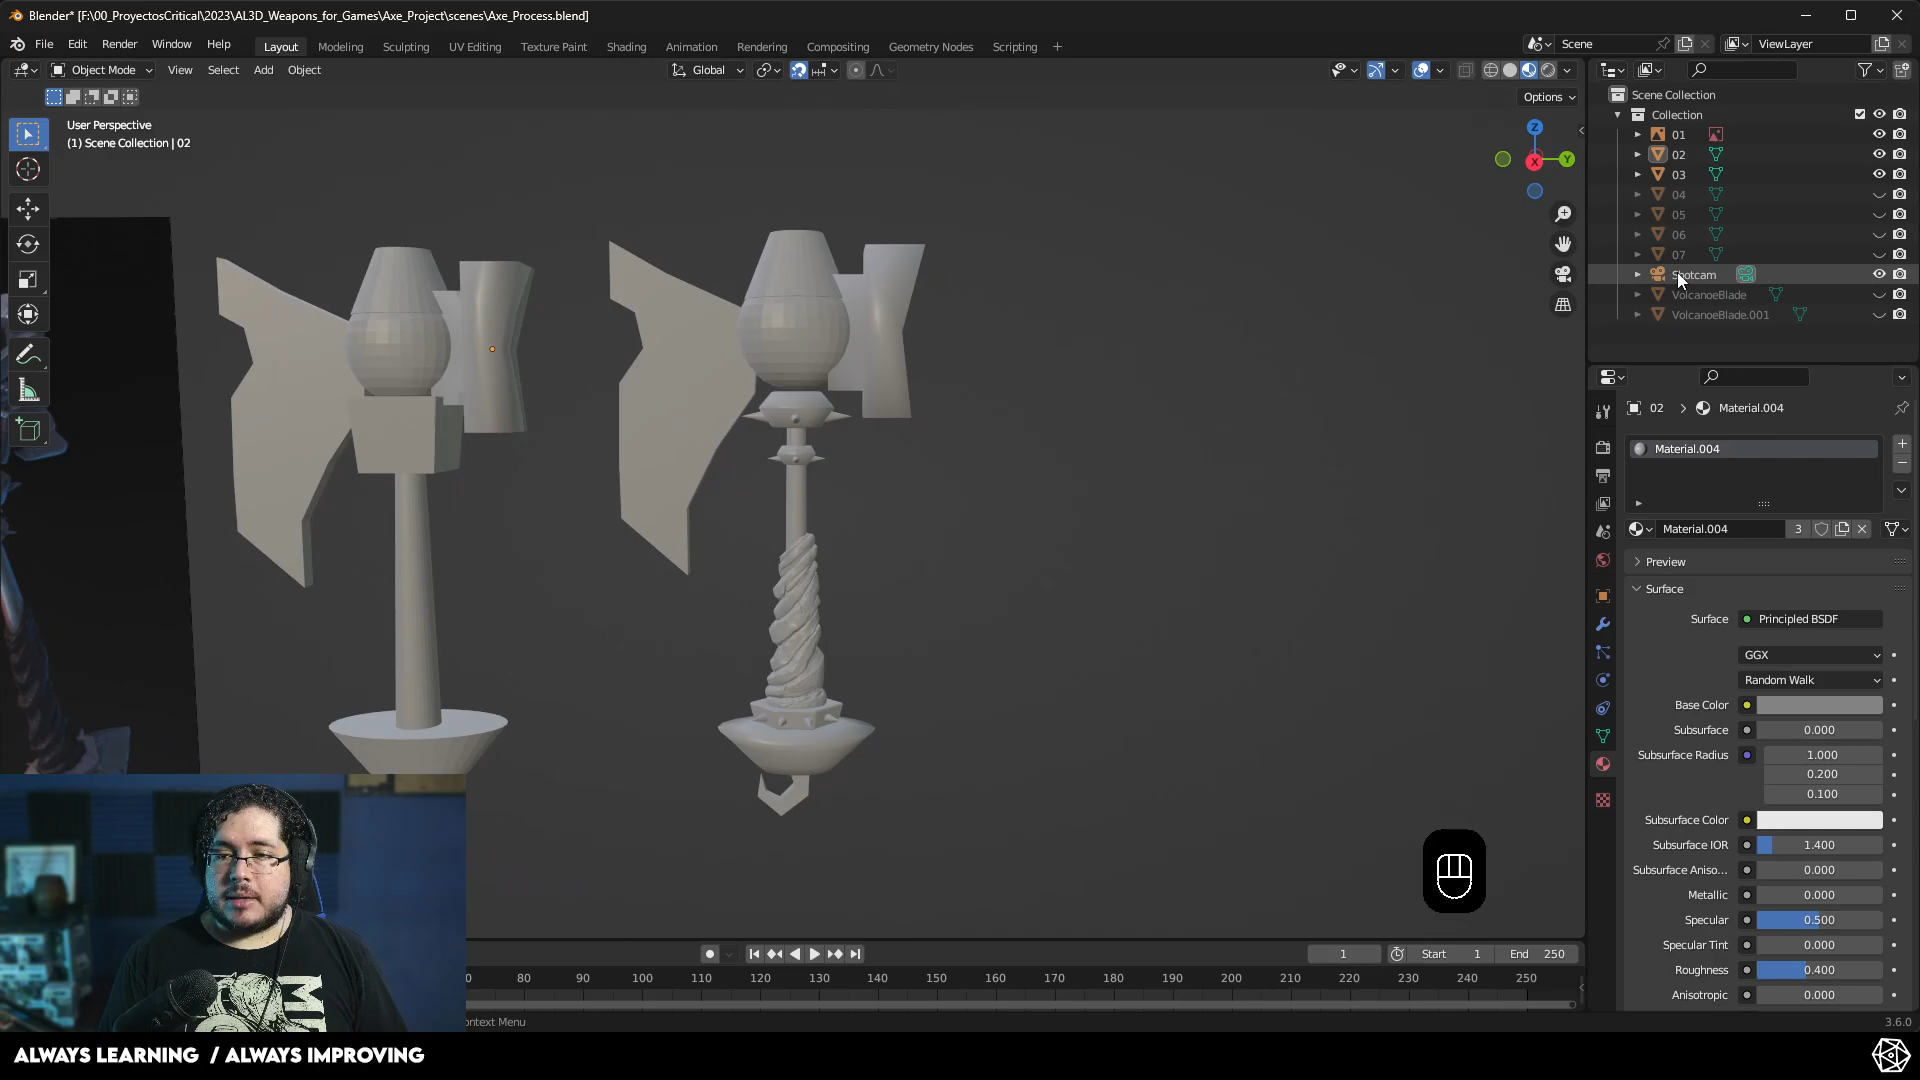 Blender* [F:\00_ProyectosCritical\2023\AL3D_Weapons_for_Games\Axe_Project\scenes\Axe_Process.blend]
File Edit Render Window Help Layout Modeling Sculpting UV Editing Texture Paint Shading Animation Rendering Compositing Geometry Nodes Scripting + Scene ViewLayer
Object Mode View Select Add Object Global
Options
User Perspective
(1) Scene Collection | 02
Z
Y
X
Scene Collection
Collection
01
02
03
04
05
06
07
Shotcam
VolcanoeBlade
VolcanoeBlade.001
02 > Material.004
Material.004
Material.004 3
Preview
Surface
Surface Principled BSDF
GGX
Random Walk
Base Color
Subsurface 0.000
Subsurface Radius 1.000
0.200
0.100
Subsurface Color
Subsurface IOR 1.400
Subsurface Aniso... 0.000
Metallic 0.000
Specular 0.500
Specular Tint 0.000
Roughness 0.400
Anisotropic 0.000
1 Start 1 End 250
80 90 100 110 120 130 140 150 160 170 180 190 200 210 220 230 240 250
ontext Menu
3.6.0
ALWAYS LEARNING / ALWAYS IMPROVING